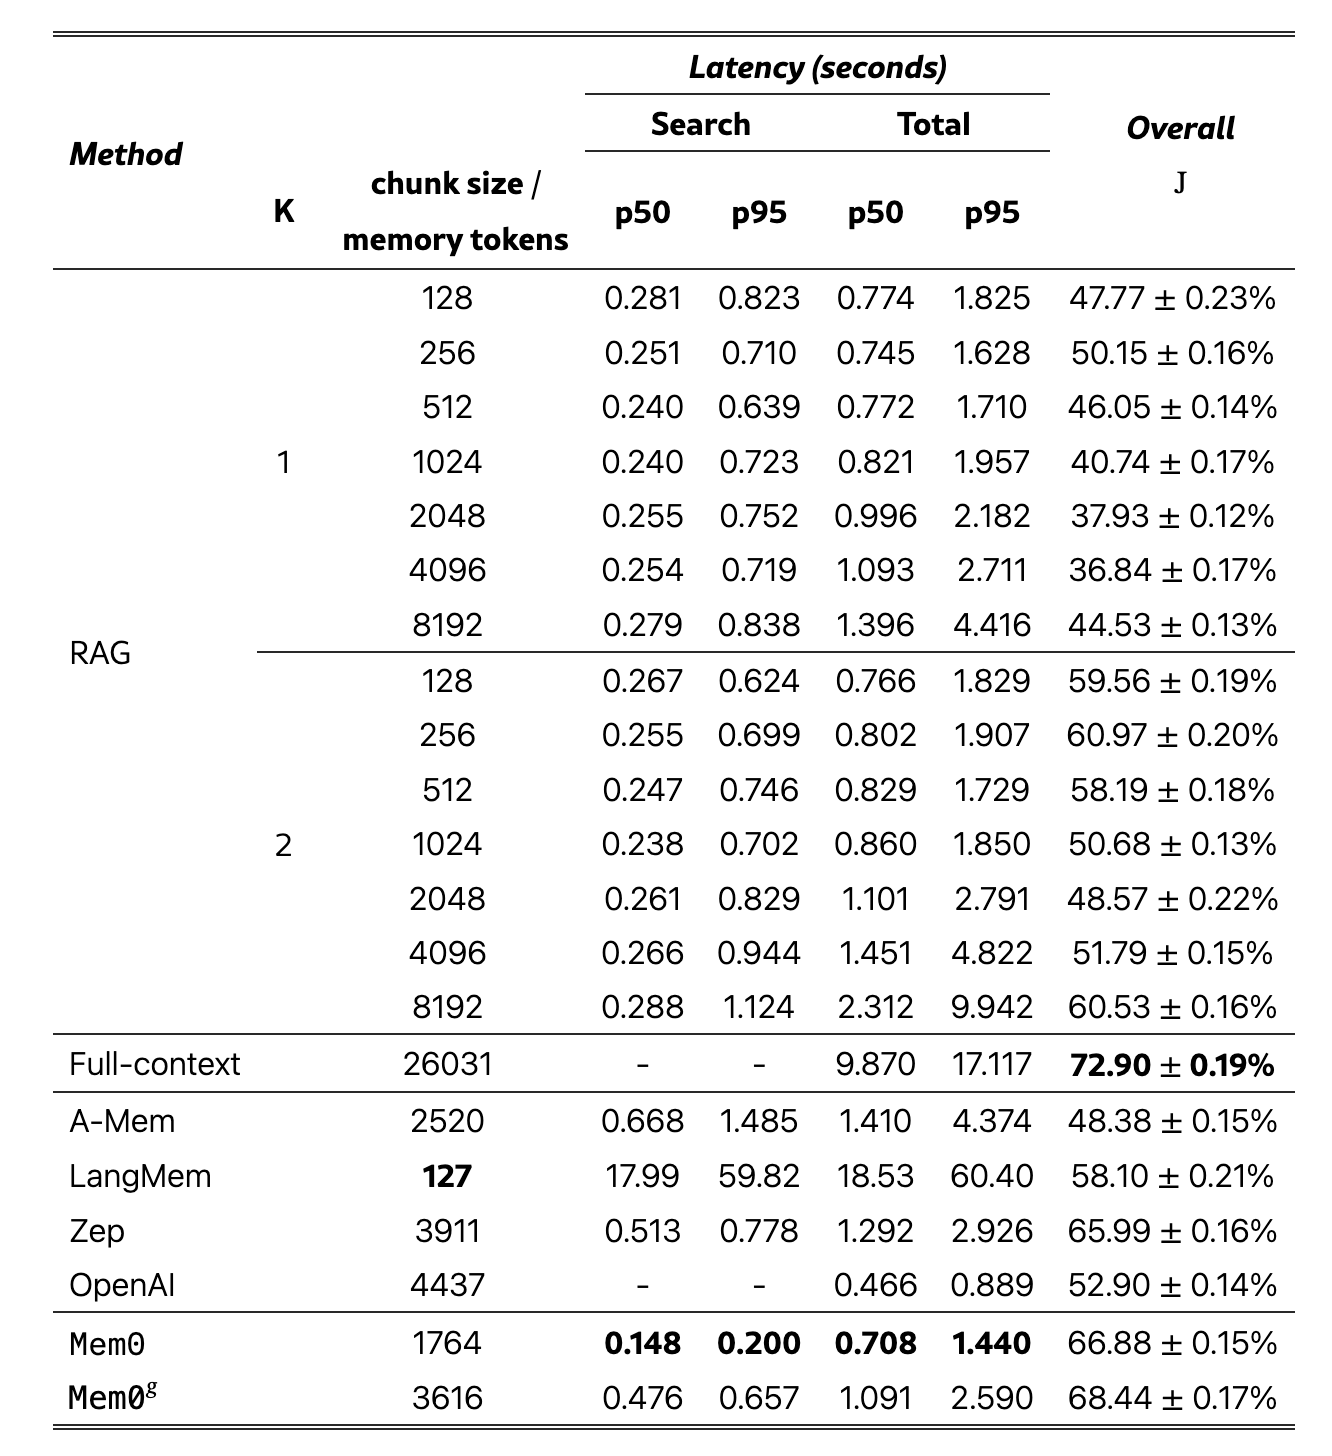 Latency (seconds)
Search Total Overall
Method J
K chunk size / memory tokens p50 p95 p50 p95
128 0.281 0.823 0.774 1.825 47.77 ± 0.23%
256 0.251 0.710 0.745 1.628 50.15 ± 0.16%
512 0.240 0.639 0.772 1.710 46.05 ± 0.14%
1 1024 0.240 0.723 0.821 1.957 40.74 ± 0.17%
2048 0.255 0.752 0.996 2.182 37.93 ± 0.12%
4096 0.254 0.719 1.093 2.711 36.84 ± 0.17%
8192 0.279 0.838 1.396 4.416 44.53 ± 0.13%
RAG
128 0.267 0.624 0.766 1.829 59.56 ± 0.19%
256 0.255 0.699 0.802 1.907 60.97 ± 0.20%
512 0.247 0.746 0.829 1.729 58.19 ± 0.18%
2 1024 0.238 0.702 0.860 1.850 50.68 ± 0.13%
2048 0.261 0.829 1.101 2.791 48.57 ± 0.22%
4096 0.266 0.944 1.451 4.822 51.79 ± 0.15%
8192 0.288 1.124 2.312 9.942 60.53 ± 0.16%
Full-context 26031 - - 9.870 17.117 72.90 ± 0.19%
A-Mem 2520 0.668 1.485 1.410 4.374 48.38 ± 0.15%
LangMem 127 17.99 59.82 18.53 60.40 58.10 ± 0.21%
Zep 3911 0.513 0.778 1.292 2.926 65.99 ± 0.16%
OpenAI 4437 - - 0.466 0.889 52.90 ± 0.14%
Mem0 1764 0.148 0.200 0.708 1.440 66.88 ± 0.15%
Mem0g 3616 0.476 0.657 1.091 2.590 68.44 ± 0.17%